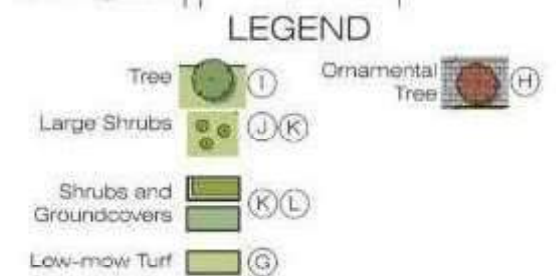 LEGEND
Tree I
Ornamental
Tree H
Large Shrubs J K
Shrubs and
Groundcovers K L
Low-mow Turf G